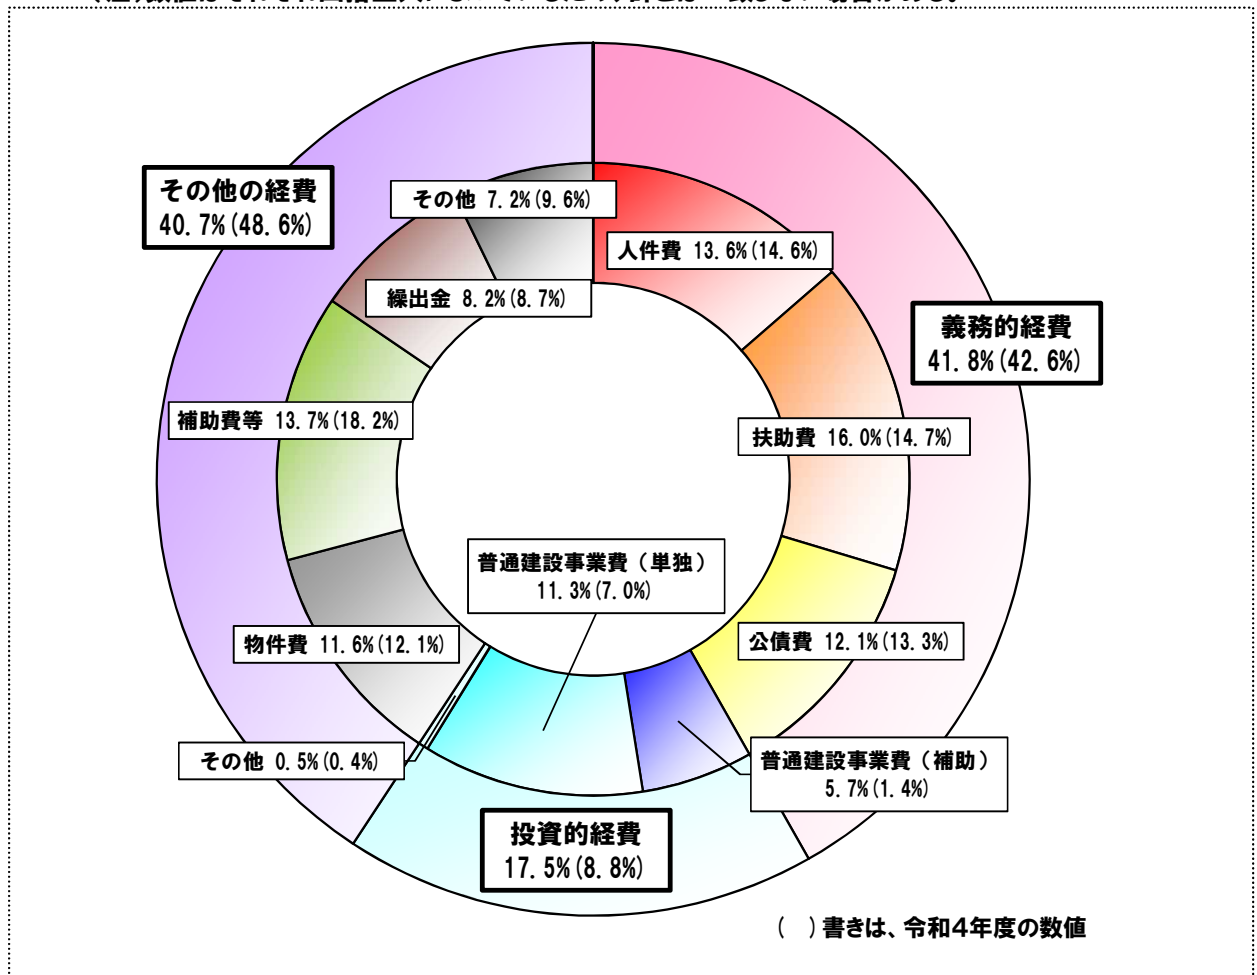 その他の経費
40.7%(48.6%)
その他 7.2%(9.6%)
人件費 13.6%(14.6%)
繰出金 8.2%(8.7%)
義務的経費
41.8%(42.6%)
補助費等 13.7%(18.2%)
扶助費 16.0%(14.7%)
普通建設事業費(単独)
11.3%(7.0%)
物件費 11.6%(12.1%)
公債費 12.1%(13.3%)
その他 0.5%(0.4%)
普通建設事業費(補助)
5.7%(1.4%)
投資的経費
17.5%(8.8%)
( )書きは、令和4年度の数値